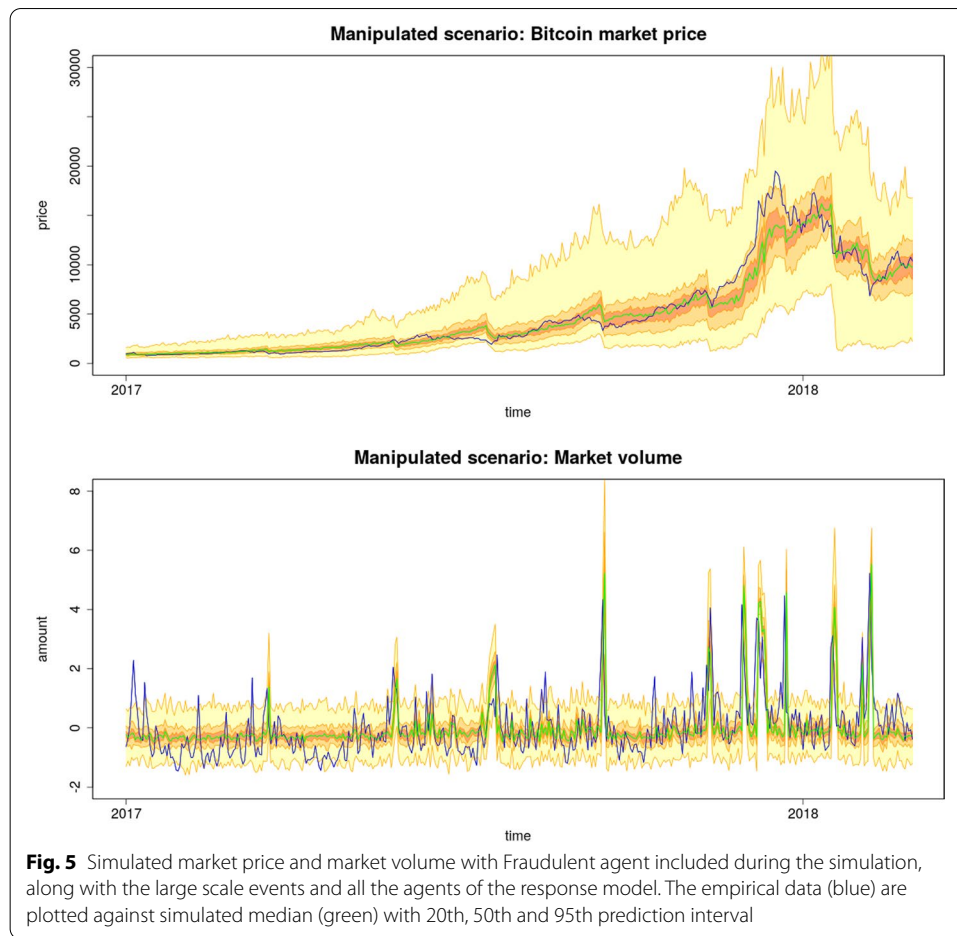 Manipulated scenario: Bitcoin market price
30000
20000
10000
5000
0
price
2017
2018
time
Manipulated scenario: Market volume
8
6
4
2
0
-2
amount
2017
2018
time
Fig. 5 Simulated market price and market volume with Fraudulent agent included during the simulation,
along with the large scale events and all the agents of the response model. The empirical data (blue) are
plotted against simulated median (green) with 20th, 50th and 95th prediction interval